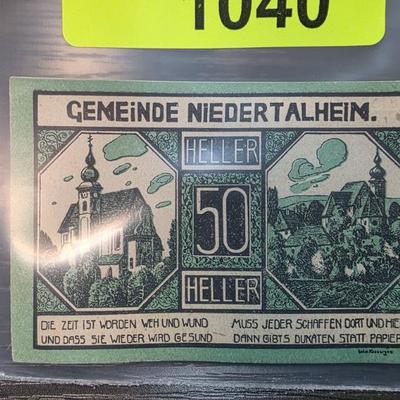 1040
GEMEINDE NIEDERTALHEIM.
HELLER
50
HELLER
DIE ZEIT IST WORDEN WEH UND WUND
UND DASS SIE WIEDER WIRD GESUND
MUSS JEDER SCHAFFEN DORT UND HIE
DANN GIBTS DUKATEN STATT PAPIER